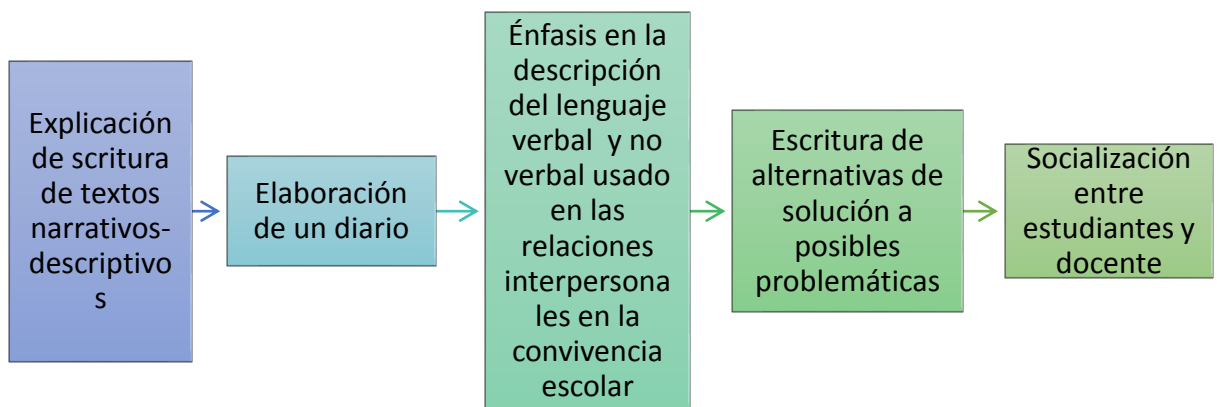 Explicación
de scritura
de textos
narrativos-
descriptivo
s
Elaboración
de un diario
Énfasis en la
descripción
del lenguaje
verbal y no
verbal usado
en las
relaciones
interpersona
les en la
convivencia
escolar
Escritura de
alternativas de
solución a
posibles
problemáticas
Socialización
entre
estudiantes y
docente